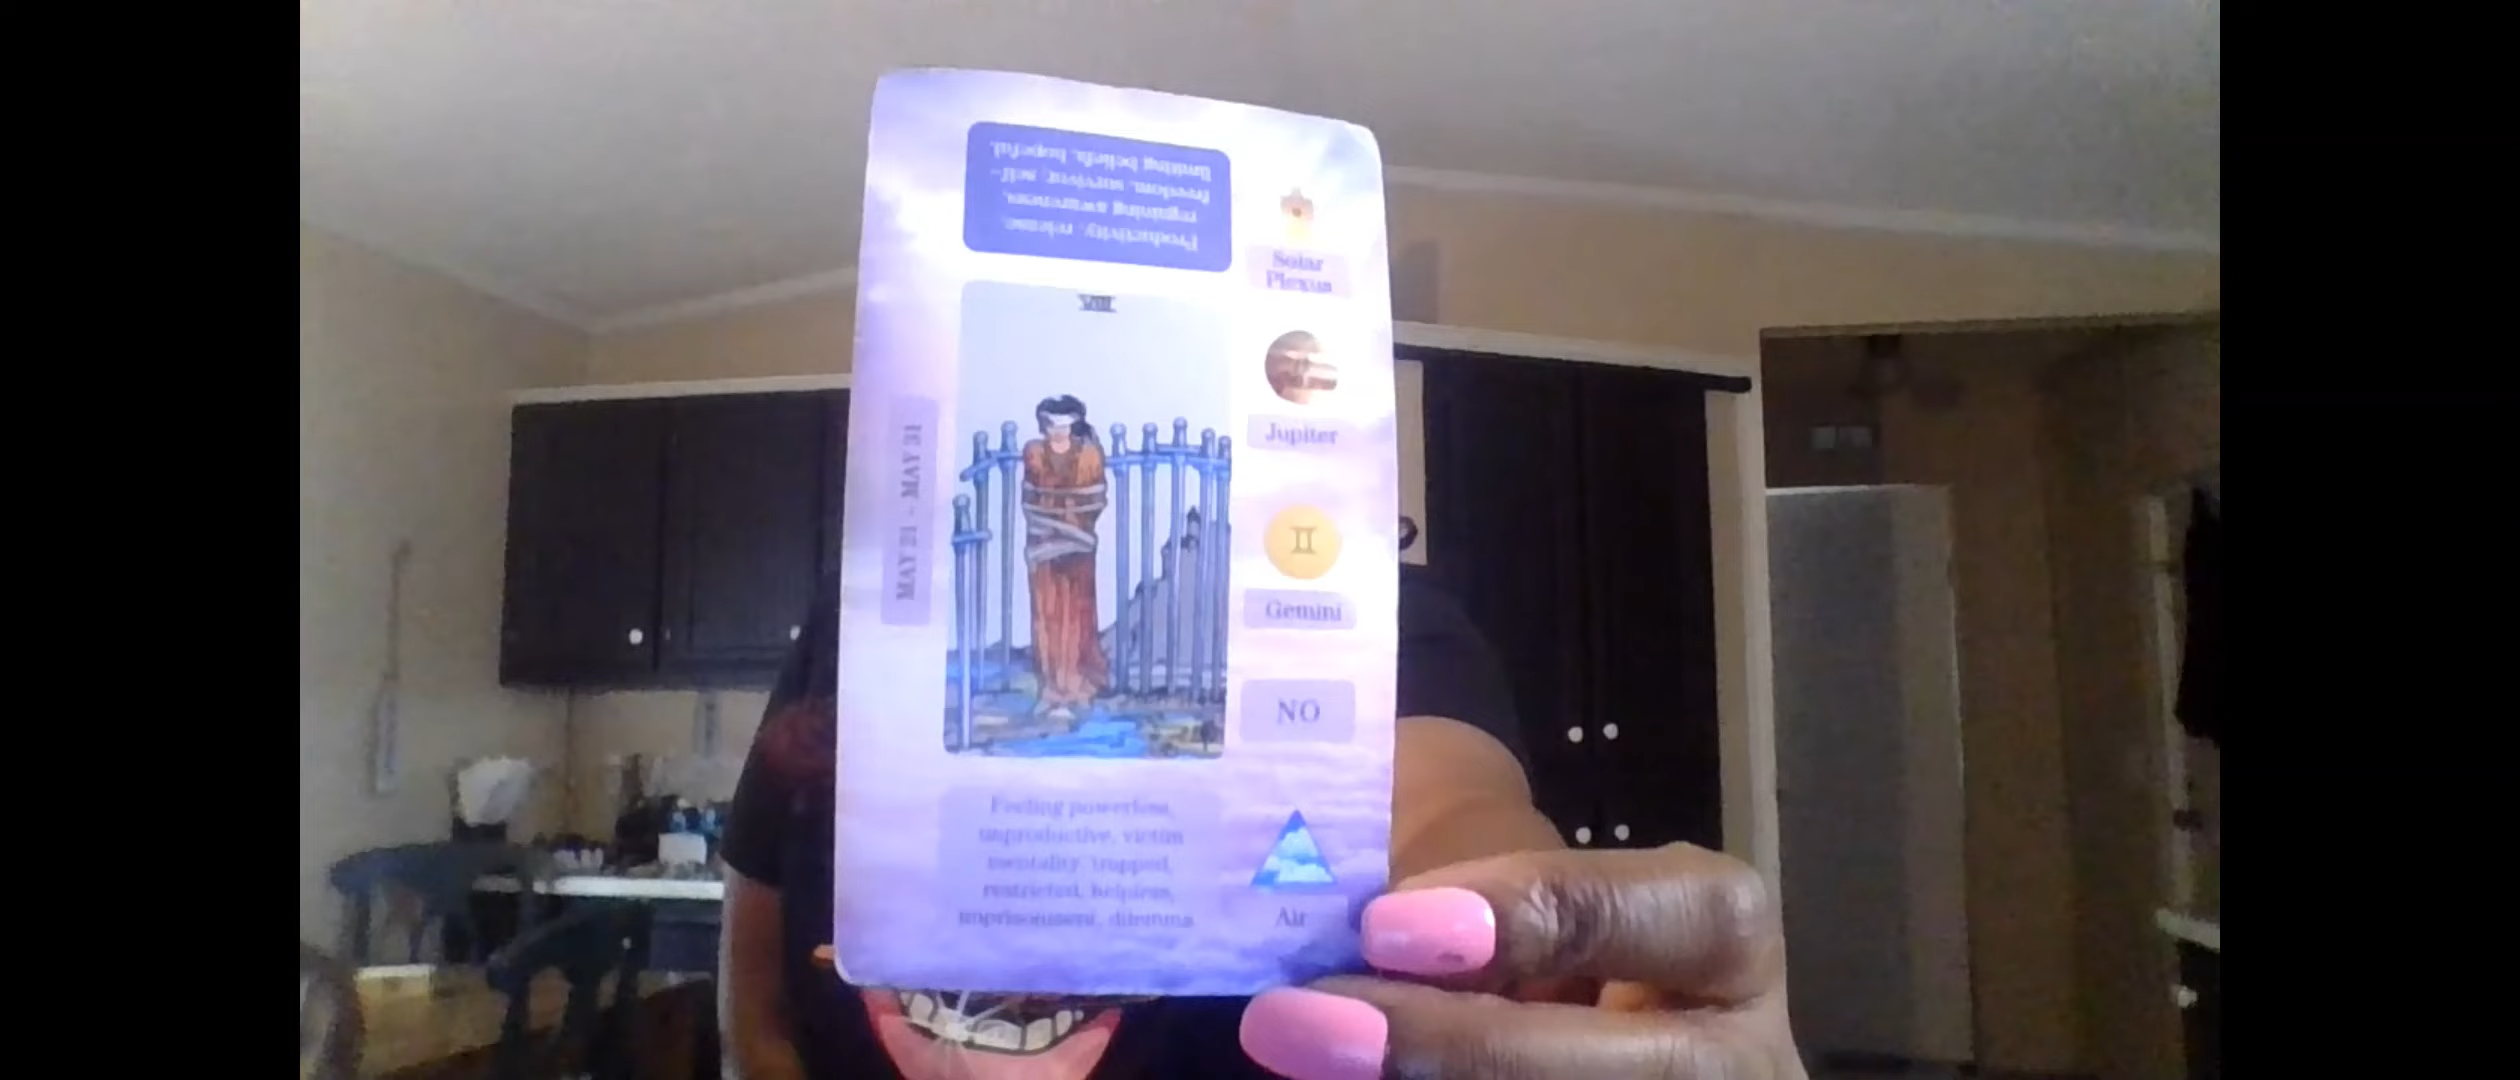 Productivity, release,
regaining awareness,
freedom, survivor, self-
limiting beliefs, hopeful.
Solar
Plexus
VIII
Jupiter
MAY 21 - MAY 31
Gemini
NO
Feeling powerless,
unproductive, victim
mentality, trapped,
restricted, helpless,
imprisonment, dilemma
Air